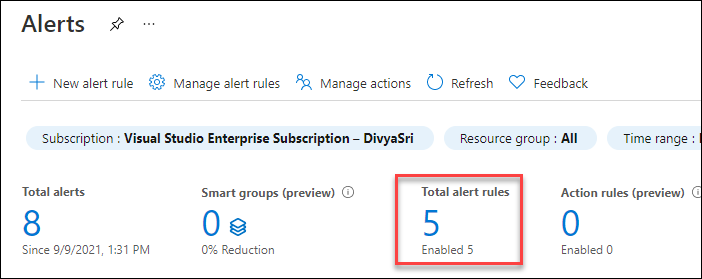 Alerts
New alert rule Manage alert rules Manage actions Refresh Feedback
Subscription : Visual Studio Enterprise Subscription – DivyaSri Resource group : All Time range :
Total alerts Smart groups (preview) Total alert rules Action rules (preview)
8 0 5 0
Since 9/9/2021, 1:31 PM 0% Reduction Enabled 5 Enabled 0